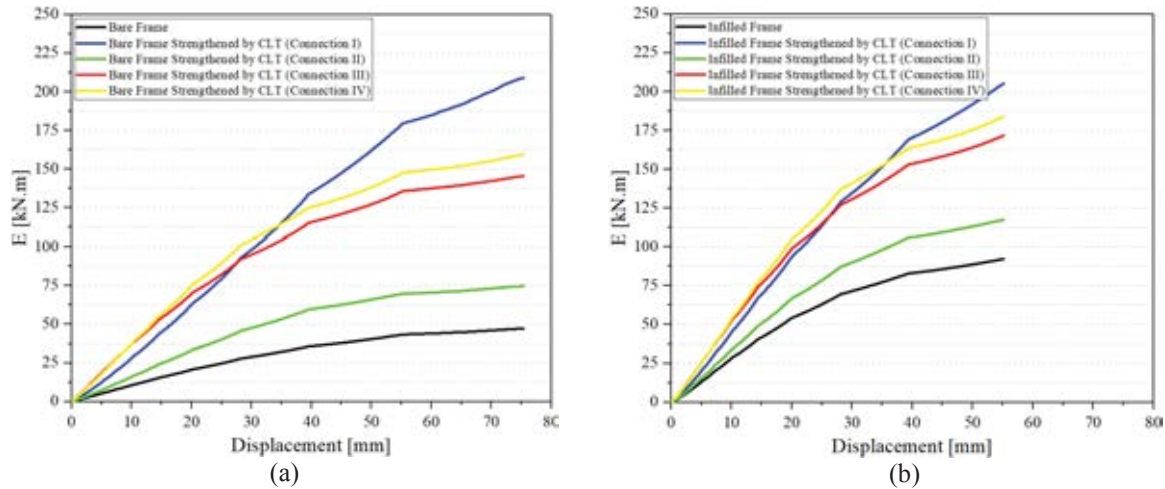 (a)
250
225
200
175
150
125
100
75
50
25
0
E [kN.m]
Bare Frame
Bare Frame Strengthened by CLT (Connection I)
Bare Frame Strengthened by CLT (Connection II)
Bare Frame Strengthened by CLT (Connection III)
Bare Frame Strengthened by CLT (Connection IV)
0 10 20 30 40 50 60 70 80
Displacement [mm]
(a)
(b)
250
225
200
175
150
125
100
75
50
25
0
E [kN.m]
Infilled Frame
Infilled Frame Strengthened by CLT (Connection I)
Infilled Frame Strengthened by CLT (Connection II)
Infilled Frame Strengthened by CLT (Connection III)
Infilled Frame Strengthened by CLT (Connection IV)
0 10 20 30 40 50 60 70 80
Displacement [mm]
(b)